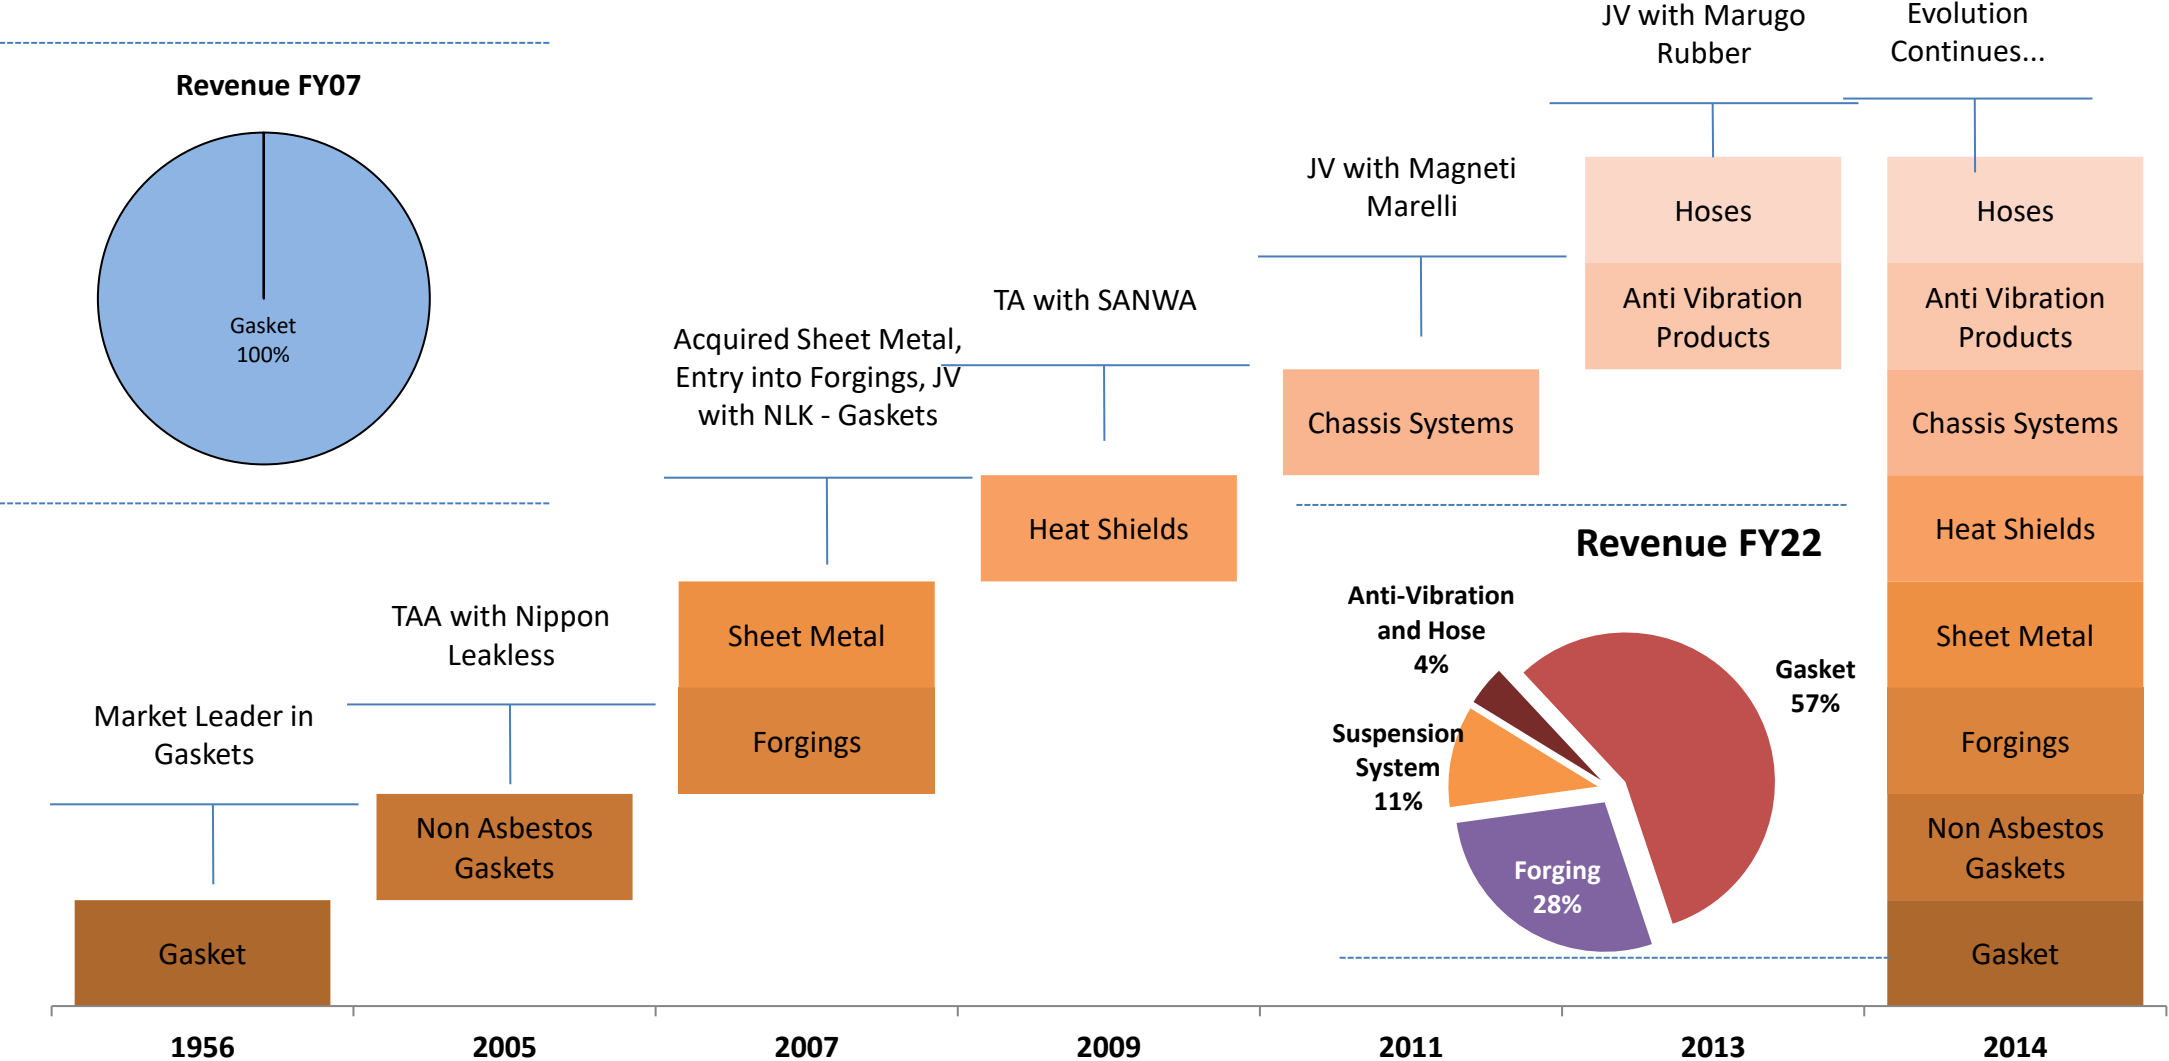 Revenue FY07
Gasket
100%
Market Leader in
Gaskets
Gasket
TAA with Nippon
Leakless
Non Asbestos
Gaskets
Acquired Sheet Metal,
Entry into Forgings, JV
with NLK - Gaskets
Sheet Metal
Forgings
TA with SANWA
Heat Shields
JV with Magneti
Marelli
Chassis Systems
JV with Marugo
Rubber
Hoses
Anti Vibration
Products
Evolution
Continues...
Hoses
Anti Vibration
Products
Chassis Systems
Heat Shields
Sheet Metal
Forgings
Non Asbestos
Gaskets
Gasket
Revenue FY22
Anti-Vibration
and Hose
4%
Gasket
57%
Suspension
System
11%
Forging
28%
1956
2005
2007
2009
2011
2013
2014